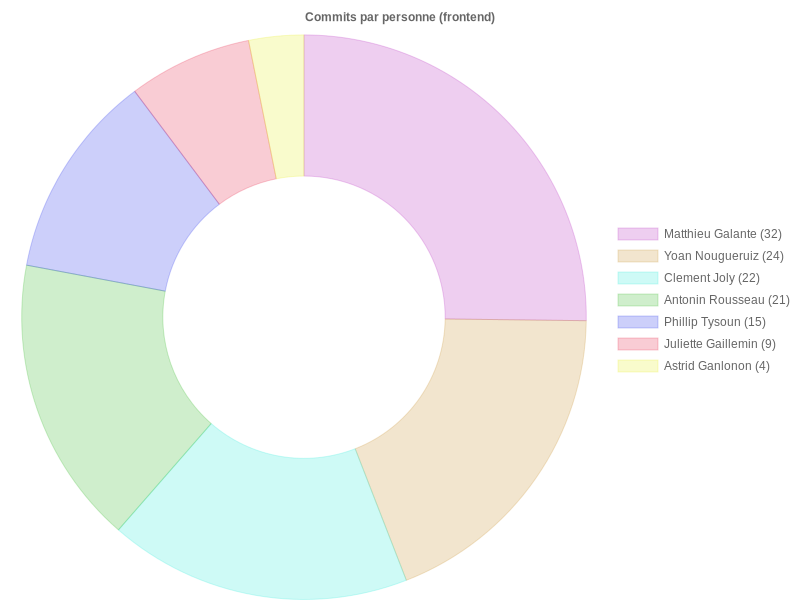 Commits par personne (frontend)
Matthieu Galante (32)
Yoan Nougueruiz (24)
Clement Joly (22)
Antonin Rousseau (21)
Phillip Tysoun (15)
Juliette Gaillemin (9)
Astrid Ganlonon (4)